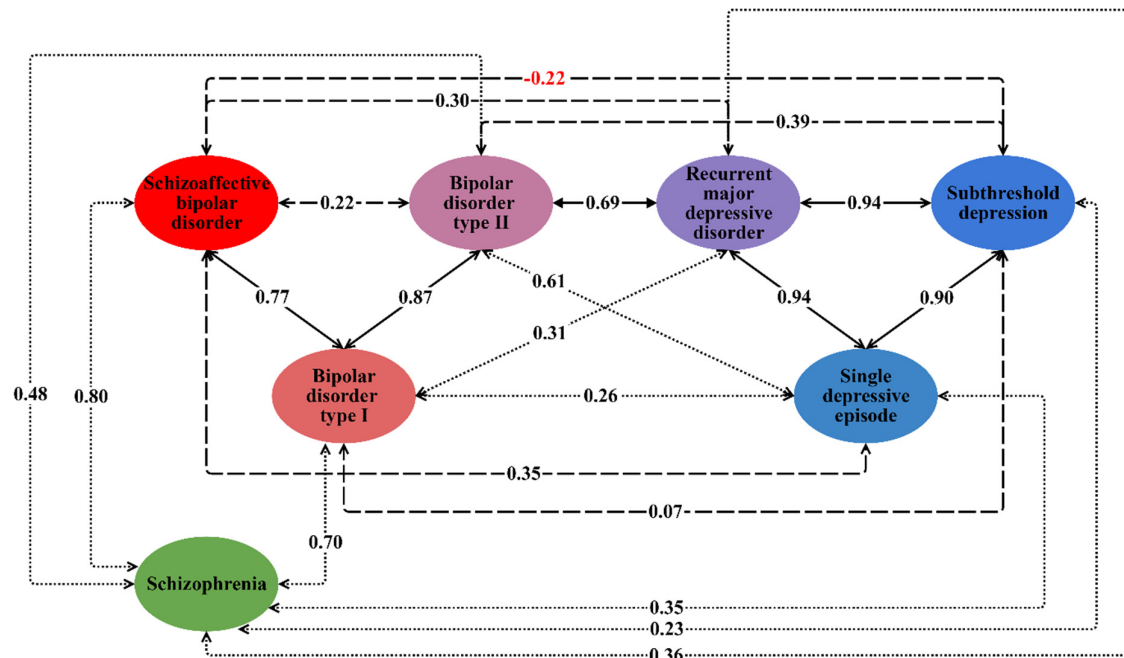 -0.22
0.30
0.39
Schizoaffective
bipolar
disorder
0.22
Bipolar
disorder
type II
0.69
Recurrent
major
depressive
disorder
0.94
Subthreshold
depression
0.77
0.87
0.61
0.31
0.94
0.90
0.48
0.80
Bipolar
disorder
type I
0.26
Single
depressive
episode
0.35
0.07
0.70
Schizophrenia
0.35
0.23
0.36